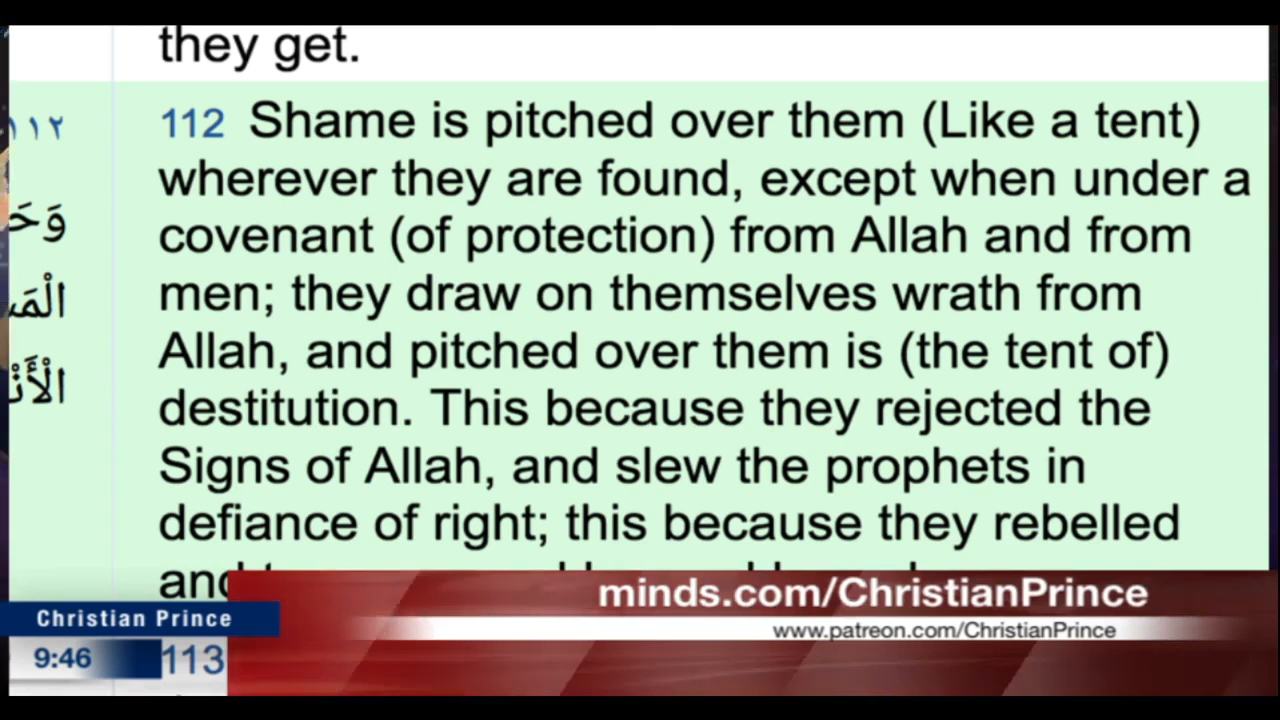 they get.
١١٢
112 Shame is pitched over them (Like a tent)
wherever they are found, except when under a
covenant (of protection) from Allah and from
men; they draw on themselves wrath from
Allah, and pitched over them is (the tent of)
destitution. This because they rejected the
Signs of Allah, and slew the prophets in
defiance of right; this because they rebelled
and
minds.com/ChristianPrince
www.patreon.com/ChristianPrince
Christian Prince
9:46
113